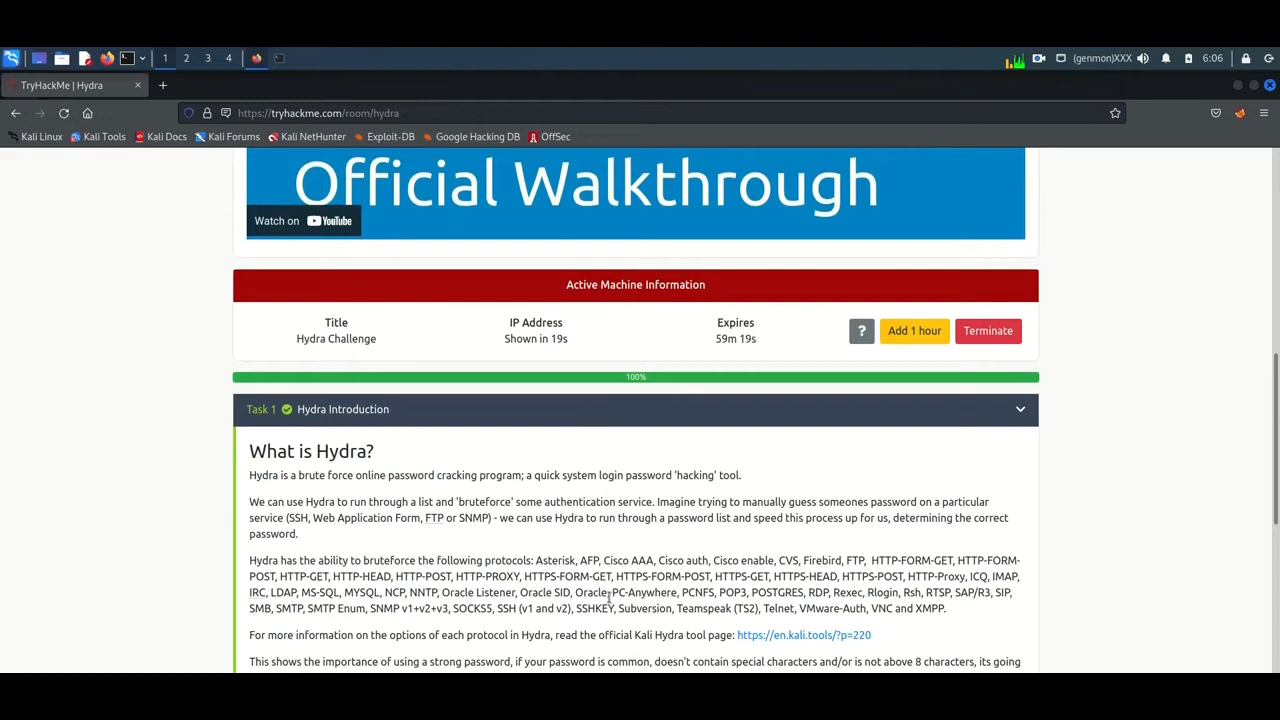 1 2 3 4 (genmon)XXX 6:06
TryHackMe | Hydra
https://tryhackme.com/room/hydra
Kali Linux Kali Tools Kali Docs Kali Forums Kali NetHunter Exploit-DB Google Hacking DB OffSec
Official Walkthrough
Watch on YouTube
Active Machine Information
Title IP Address Expires
Hydra Challenge Shown in 19s 59m 19s
? Add 1 hour Terminate
100%
Task 1 Hydra Introduction
What is Hydra?
Hydra is a brute force online password cracking program; a quick system login password 'hacking' tool.
We can use Hydra to run through a list and 'bruteforce' some authentication service. Imagine trying to manually guess someones password on a particular
service (SSH, Web Application Form, FTP or SNMP) - we can use Hydra to run through a password list and speed this process up for us, determining the correct
password.
Hydra has the ability to bruteforce the following protocols: Asterisk, AFP, Cisco AAA, Cisco auth, Cisco enable, CVS, Firebird, FTP, HTTP-FORM-GET, HTTP-FORM-
POST, HTTP-GET, HTTP-HEAD, HTTP-POST, HTTP-PROXY, HTTPS-FORM-GET, HTTPS-FORM-POST, HTTPS-GET, HTTPS-HEAD, HTTPS-POST, HTTP-Proxy, ICQ, IMAP,
IRC, LDAP, MS-SQL, MYSQL, NCP, NNTP, Oracle Listener, Oracle SID, Oracle, PC-Anywhere, PCNFS, POP3, POSTGRES, RDP, Rexec, Rlogin, Rsh, RTSP, SAP/R3, SIP,
SMB, SMTP, SMTP Enum, SNMP v1+v2+v3, SOCKS5, SSH (v1 and v2), SSHKEY, Subversion, Teamspeak (TS2), Telnet, VMware-Auth, VNC and XMPP.
For more information on the options of each protocol in Hydra, read the official Kali Hydra tool page: https://en.kali.tools/?p=220
This shows the importance of using a strong password, if your password is common, doesn't contain special characters and/or is not above 8 characters, its going